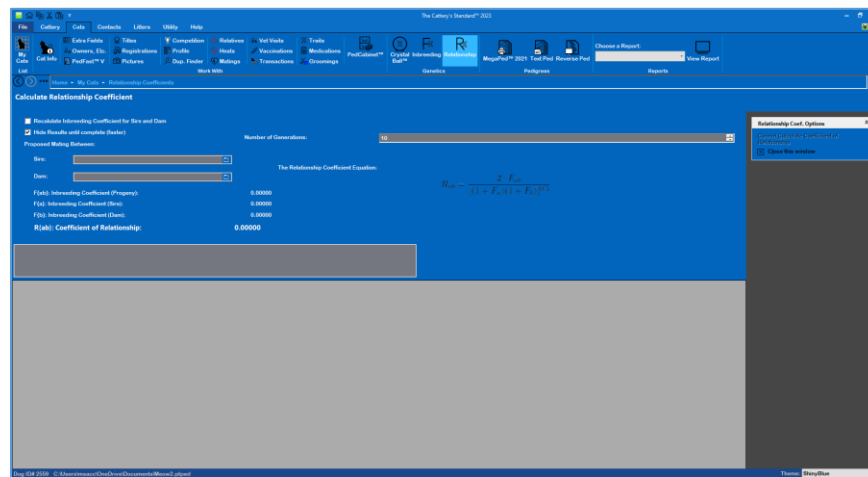 The Cattery's Standard™ 2021
File Cattery Cats Contacts Litters Utility Help
My Cats
Cat Info
Extra Fields
Owners, Etc.
PedFast™ V
Titles
Registrations
Pictures
Competition
Profile
Dup. Finder
Relatives
Heats
Matings
Vet Visits
Vaccinations
Transactions
Traits
Medications
Groomings
PedCabinet™
Crystal Ball™
Inbreeding
Relationship
MegaPed™ 2021
Text Ped
Reverse Ped
Choose a Report:
View Report
List Work With Genetics Pedigrees Reports
Home - My Cats - Relationship Coefficients
Calculate Relationship Coefficient
Recalculate Inbreeding Coefficient for Sire and Dam
Hide Results until complete (faster)
Number of Generations: 10
Proposed Mating Between:
Sire:
The Relationship Coefficient Equation:
Dam:
F(ab): Inbreeding Coefficient (Progeny): 0.00000
F(a): Inbreeding Coefficient (Sire): 0.00000
F(b): Inbreeding Coefficient (Dam): 0.00000
R(ab): Coefficient of Relationship: 0.00000
Relationship Coef. Options
Close this window
Dog ID# 2559
Theme: ShinyBlue